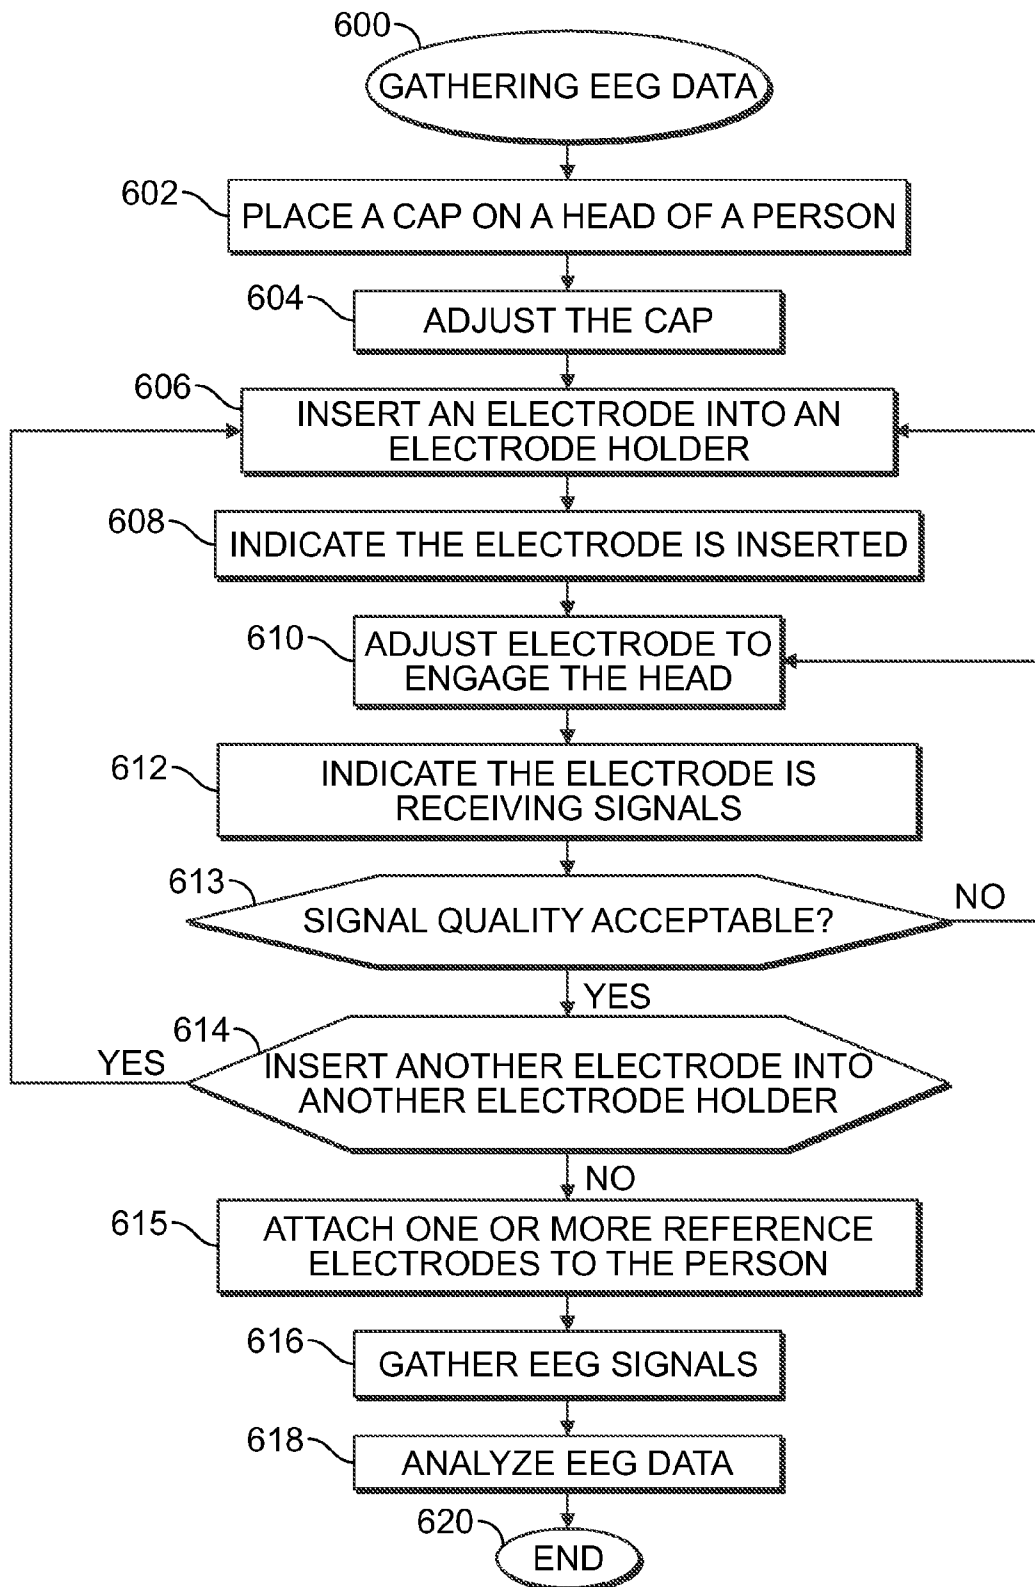 600
GATHERING EEG DATA
602
PLACE A CAP ON A HEAD OF A PERSON
604
ADJUST THE CAP
606
INSERT AN ELECTRODE INTO AN
ELECTRODE HOLDER
608
INDICATE THE ELECTRODE IS INSERTED
610
ADJUST ELECTRODE TO
ENGAGE THE HEAD
612
INDICATE THE ELECTRODE IS
RECEIVING SIGNALS
613
SIGNAL QUALITY ACCEPTABLE?
NO
YES
614
YES
INSERT ANOTHER ELECTRODE INTO
ANOTHER ELECTRODE HOLDER
NO
615
ATTACH ONE OR MORE REFERENCE
ELECTRODES TO THE PERSON
616
GATHER EEG SIGNALS
618
ANALYZE EEG DATA
620
END